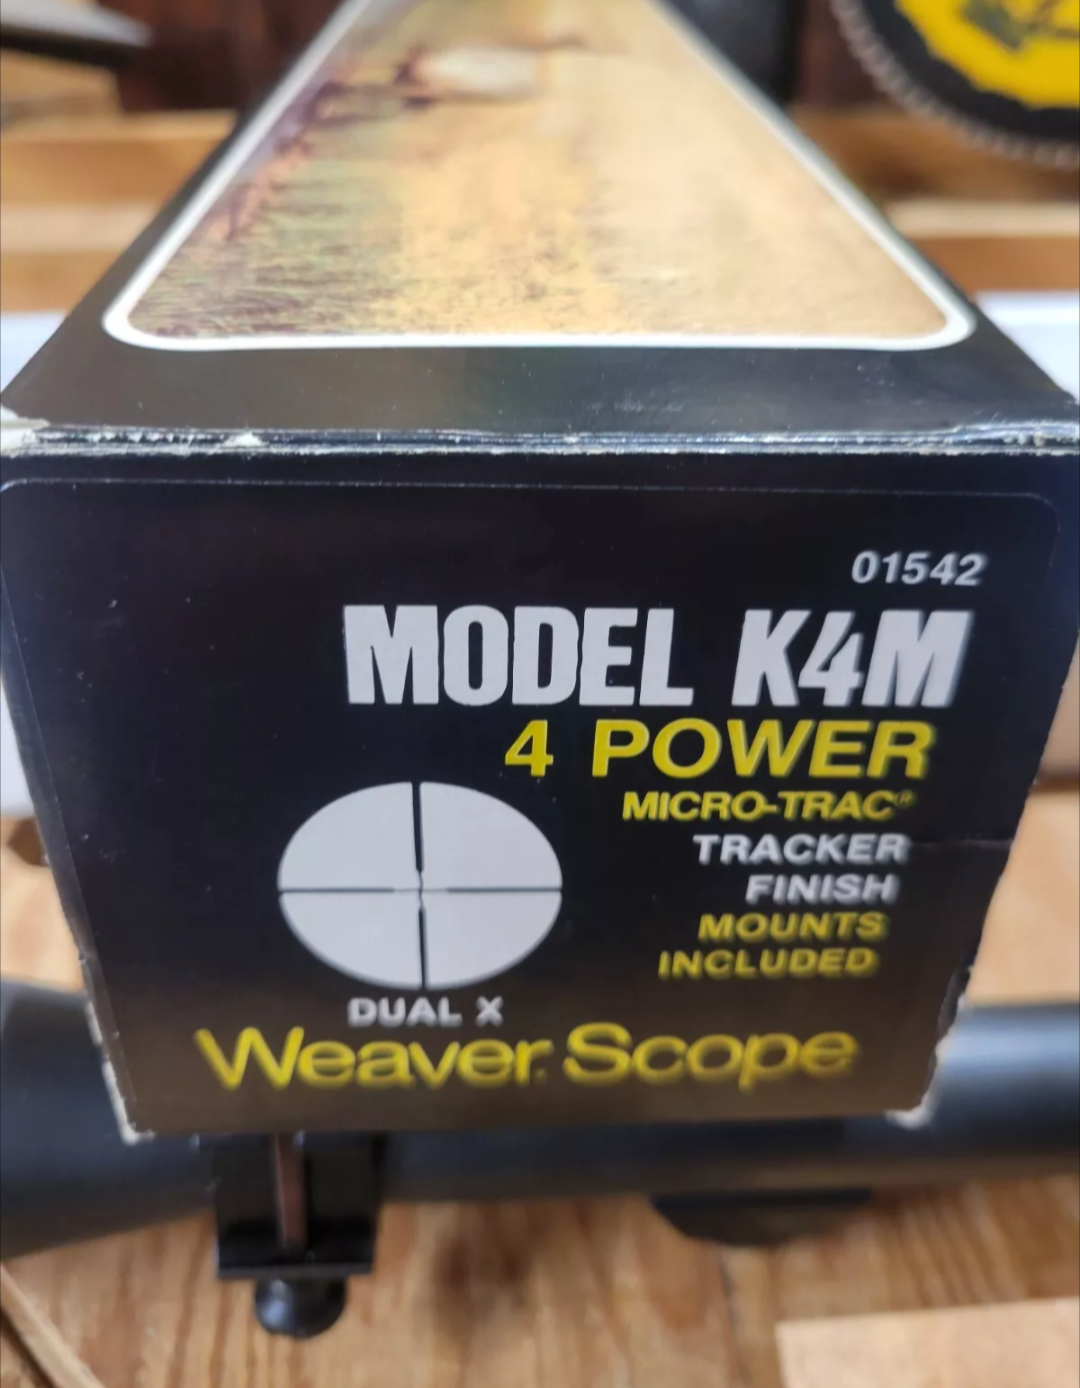 01542
MODEL K4M
4 POWER
MICRO-TRAC®
TRACKER
FINISH
MOUNTS
INCLUDED
DUAL X
Weaver Scope